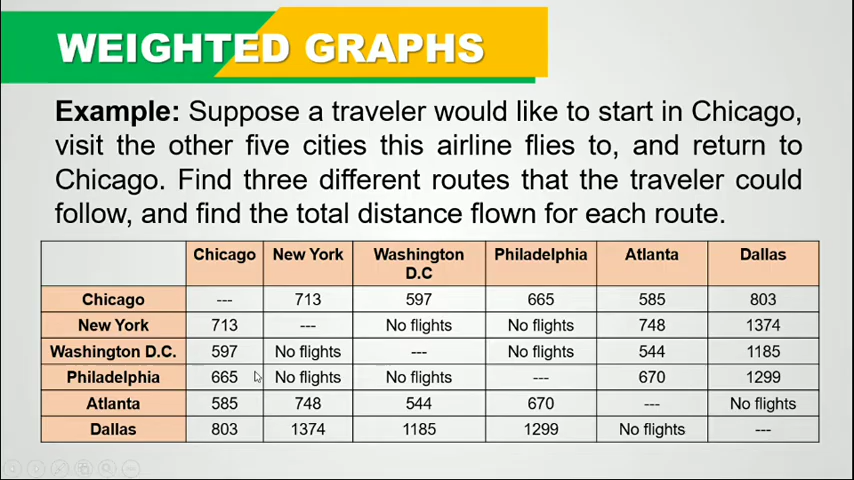 WEIGHTED GRAPHS
Example: Suppose a traveler would like to start in Chicago,
visit the other five cities this airline flies to, and return to
Chicago. Find three different routes that the traveler could
follow, and find the total distance flown for each route.
Chicago New York Washington D.C Philadelphia Atlanta Dallas
Chicago --- 713 597 665 585 803
New York 713 --- No flights No flights 748 1374
Washington D.C. 597 No flights --- No flights 544 1185
Philadelphia 665 No flights No flights --- 670 1299
Atlanta 585 748 544 670 --- No flights
Dallas 803 1374 1185 1299 No flights ---